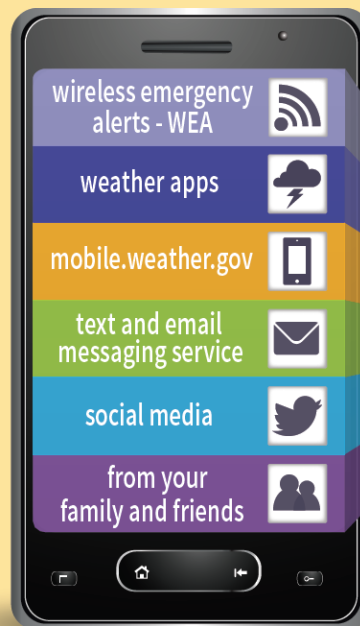 wireless emergency
alerts - WEA
weather apps
mobile.weather.gov
text and email
messaging service
social media
from your
family and friends